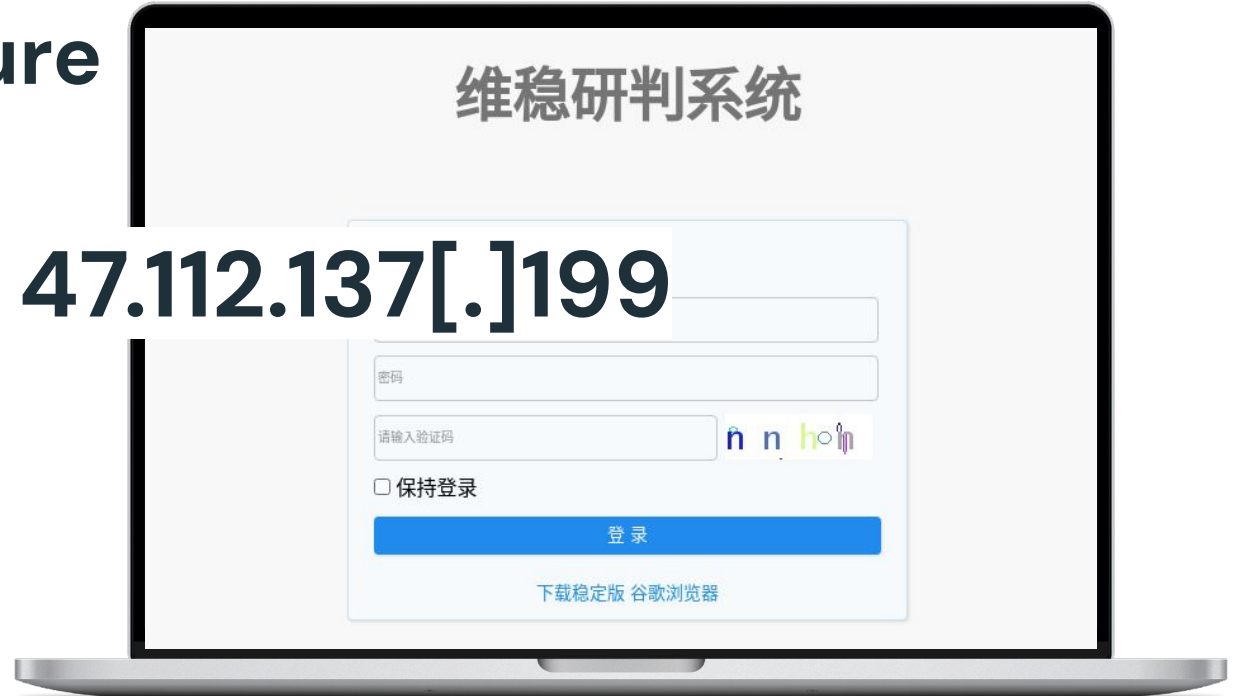 ure
维稳研判系统
47.112.137[.]199
密码
请输入验证码
保持登录
登 录
下载稳定版 谷歌浏览器